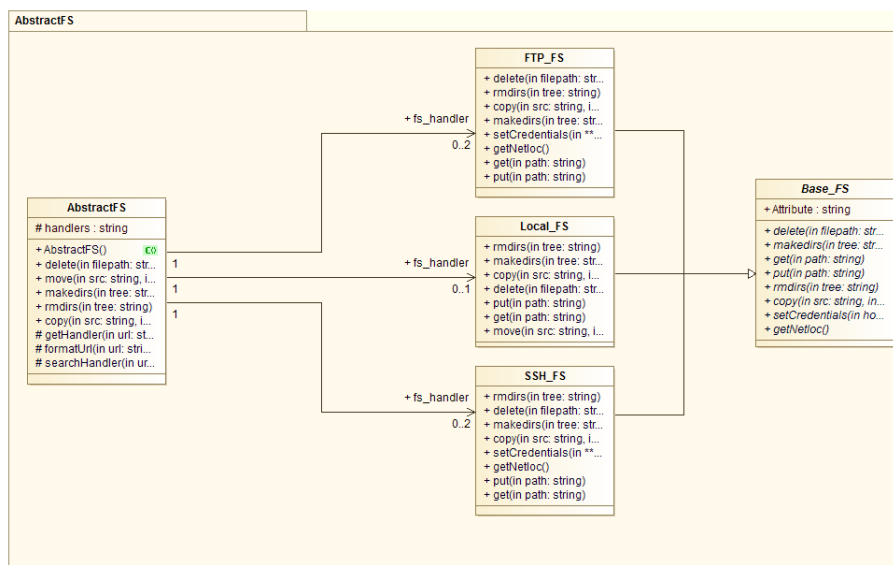 AbstractFS
FTP_FS
+ delete(in filepath: str...
+ rmdirs(in tree: string)
+ copy(in src: string, i...
+ makedirs(in tree: str...
+ setCredentials(in **...
+ getNetloc()
+ get(in path: string)
+ put(in path: string)
+ fs_handler
0..2
AbstractFS
# handlers : string
+ AbstractFS()
+ delete(in filepath: str...
+ move(in src: string, i...
+ makedirs(in tree: str...
+ rmdirs(in tree: string)
+ copy(in src: string, i...
# getHandler(in url: st...
# formatUrl(in url: stri...
# searchHandler(in ur...
1
1
1
Local_FS
+ rmdirs(in tree: string)
+ makedirs(in tree: str...
+ copy(in src: string, i...
+ delete(in filepath: str...
+ put(in path: string)
+ get(in path: string)
+ move(in src: string, i...
+ fs_handler
0..1
Base_FS
+ Attribute : string
+ delete(in filepath: str...
+ makedirs(in tree: str...
+ get(in path: string)
+ put(in path: string)
+ rmdirs(in tree: string)
+ copy(in src: string, in...
+ setCredentials(in ho...
+ getNetloc()
SSH_FS
+ rmdirs(in tree: string)
+ delete(in filepath: str...
+ makedirs(in tree: str...
+ copy(in src: string, i...
+ setCredentials(in **...
+ getNetloc()
+ put(in path: string)
+ get(in path: string)
+ fs_handler
0..2